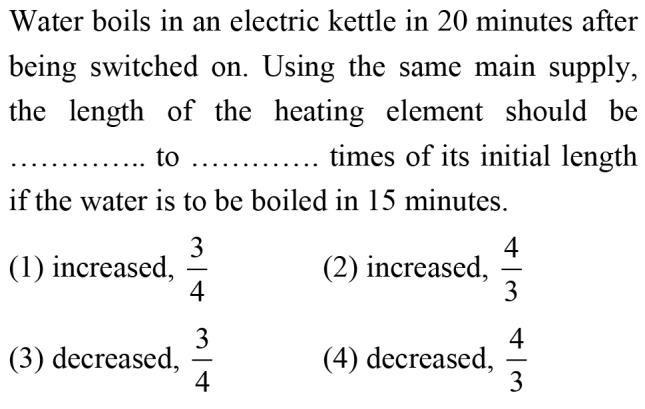 Water boils in an electric kettle in 20 minutes after
being switched on. Using the same main supply,
the length of the heating element should be
.............. to ............. times of its initial length
if the water is to be boiled in 15 minutes.
(1) increased, 3/4 (2) increased, 4/3
(3) decreased, 3/4 (4) decreased, 4/3